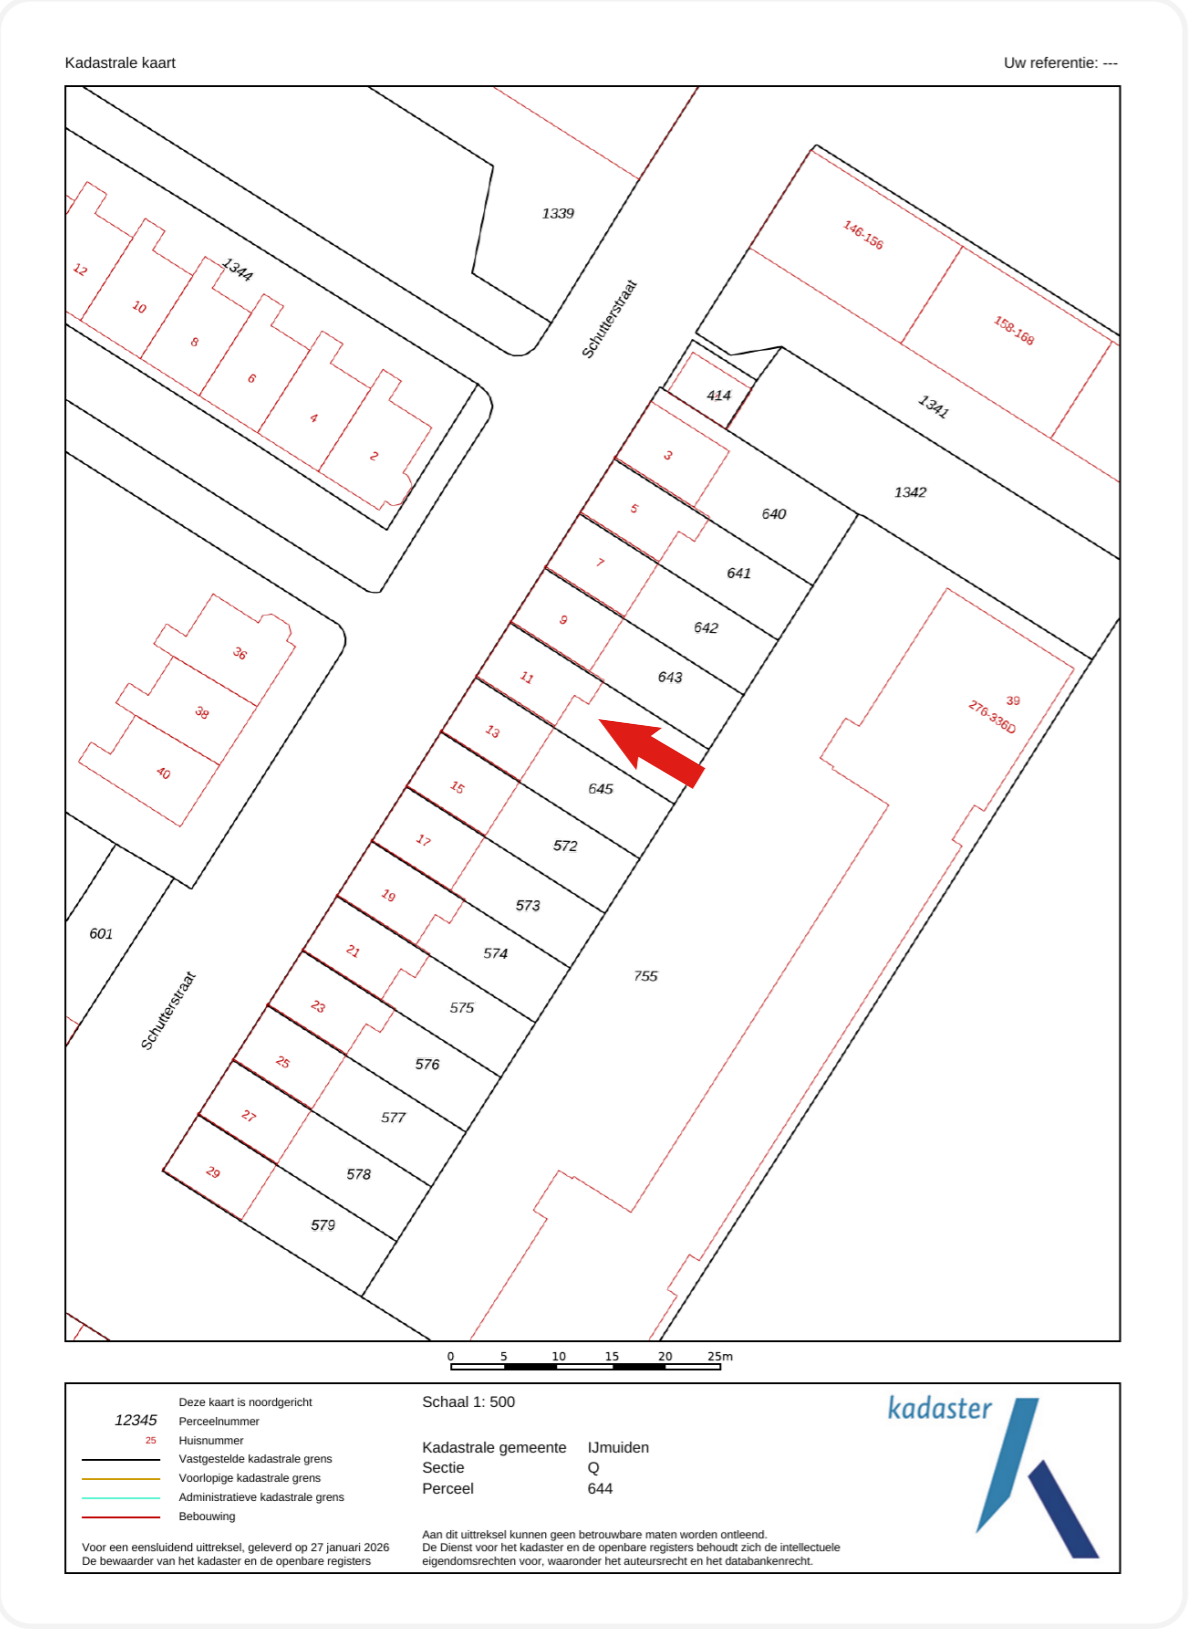 Kadastrale kaart
Uw referentie: ---
1339
146-156
158-168
1344
12
10
8
6
4
2
Schutterstraat
414
1341
1342
3
640
5
641
7
642
9
643
11
13
645
15
572
17
573
19
574
21
575
23
576
25
577
27
578
29
579
36
38
40
39
276-336D
601
755
Schutterstraat
0 5 10 15 20 25m
Deze kaart is noordgericht
12345 Perceelnummer
25 Huisnummer
Vastgestelde kadastrale grens
Voorlopige kadastrale grens
Administratieve kadastrale grens
Bebouwing
Voor een eensluidend uittreksel, geleverd op 27 januari 2026
De bewaarder van het kadaster en de openbare registers
Schaal 1: 500
Kadastrale gemeente IJmuiden
Sectie Q
Perceel 644
Aan dit uittreksel kunnen geen betrouwbare maten worden ontleend.
De Dienst voor het kadaster en de openbare registers behoudt zich de intellectuele
eigendomsrechten voor, waaronder het auteursrecht en het databankenrecht.
kadaster